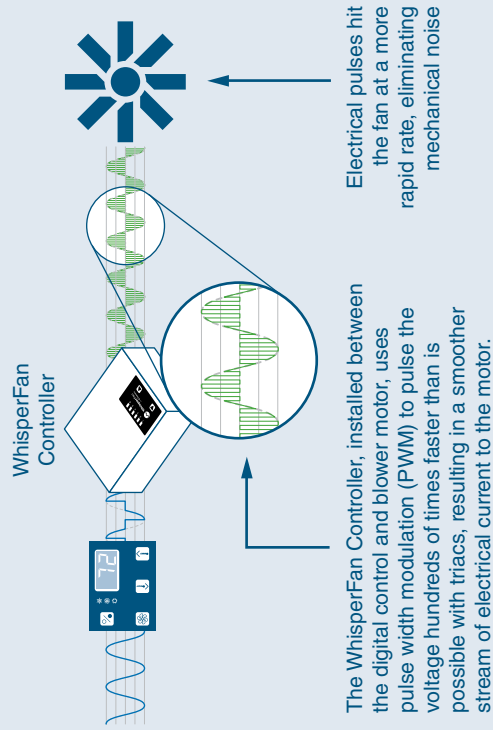 WhisperFan
Controller
72
The WhisperFan Controller, installed between
the digital control and blower motor, uses
pulse width modulation (PWM) to pulse the
voltage hundreds of times faster than is
possible with triacs, resulting in a smoother
stream of electrical current to the motor.
Electrical pulses hit
the fan at a more
rapid rate, eliminating
mechanical noise